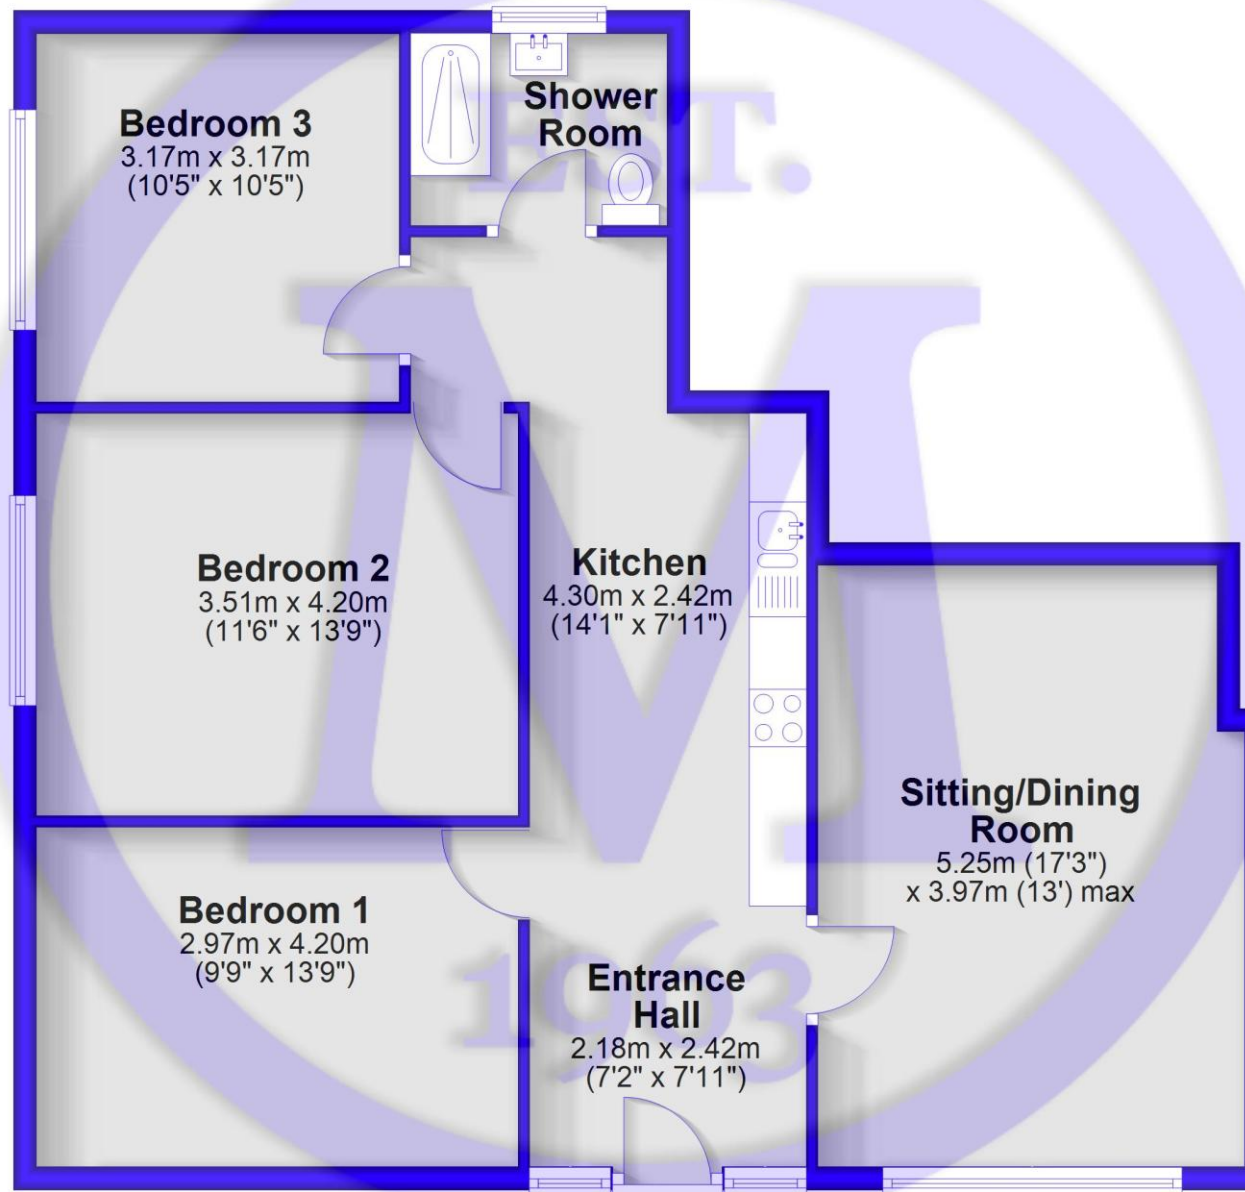 Bedroom 3
3.17m x 3.17m
(10'5" x 10'5")
Shower
Room
EST.
Bedroom 2
3.51m x 4.20m
(11'6" x 13'9")
Kitchen
4.30m x 2.42m
(14'1" x 7'11")
Sitting/Dining
Room
5.25m (17'3")
x 3.97m (13') max
Bedroom 1
2.97m x 4.20m
(9'9" x 13'9")
Entrance
Hall
2.18m x 2.42m
(7'2" x 7'11")
M
1963